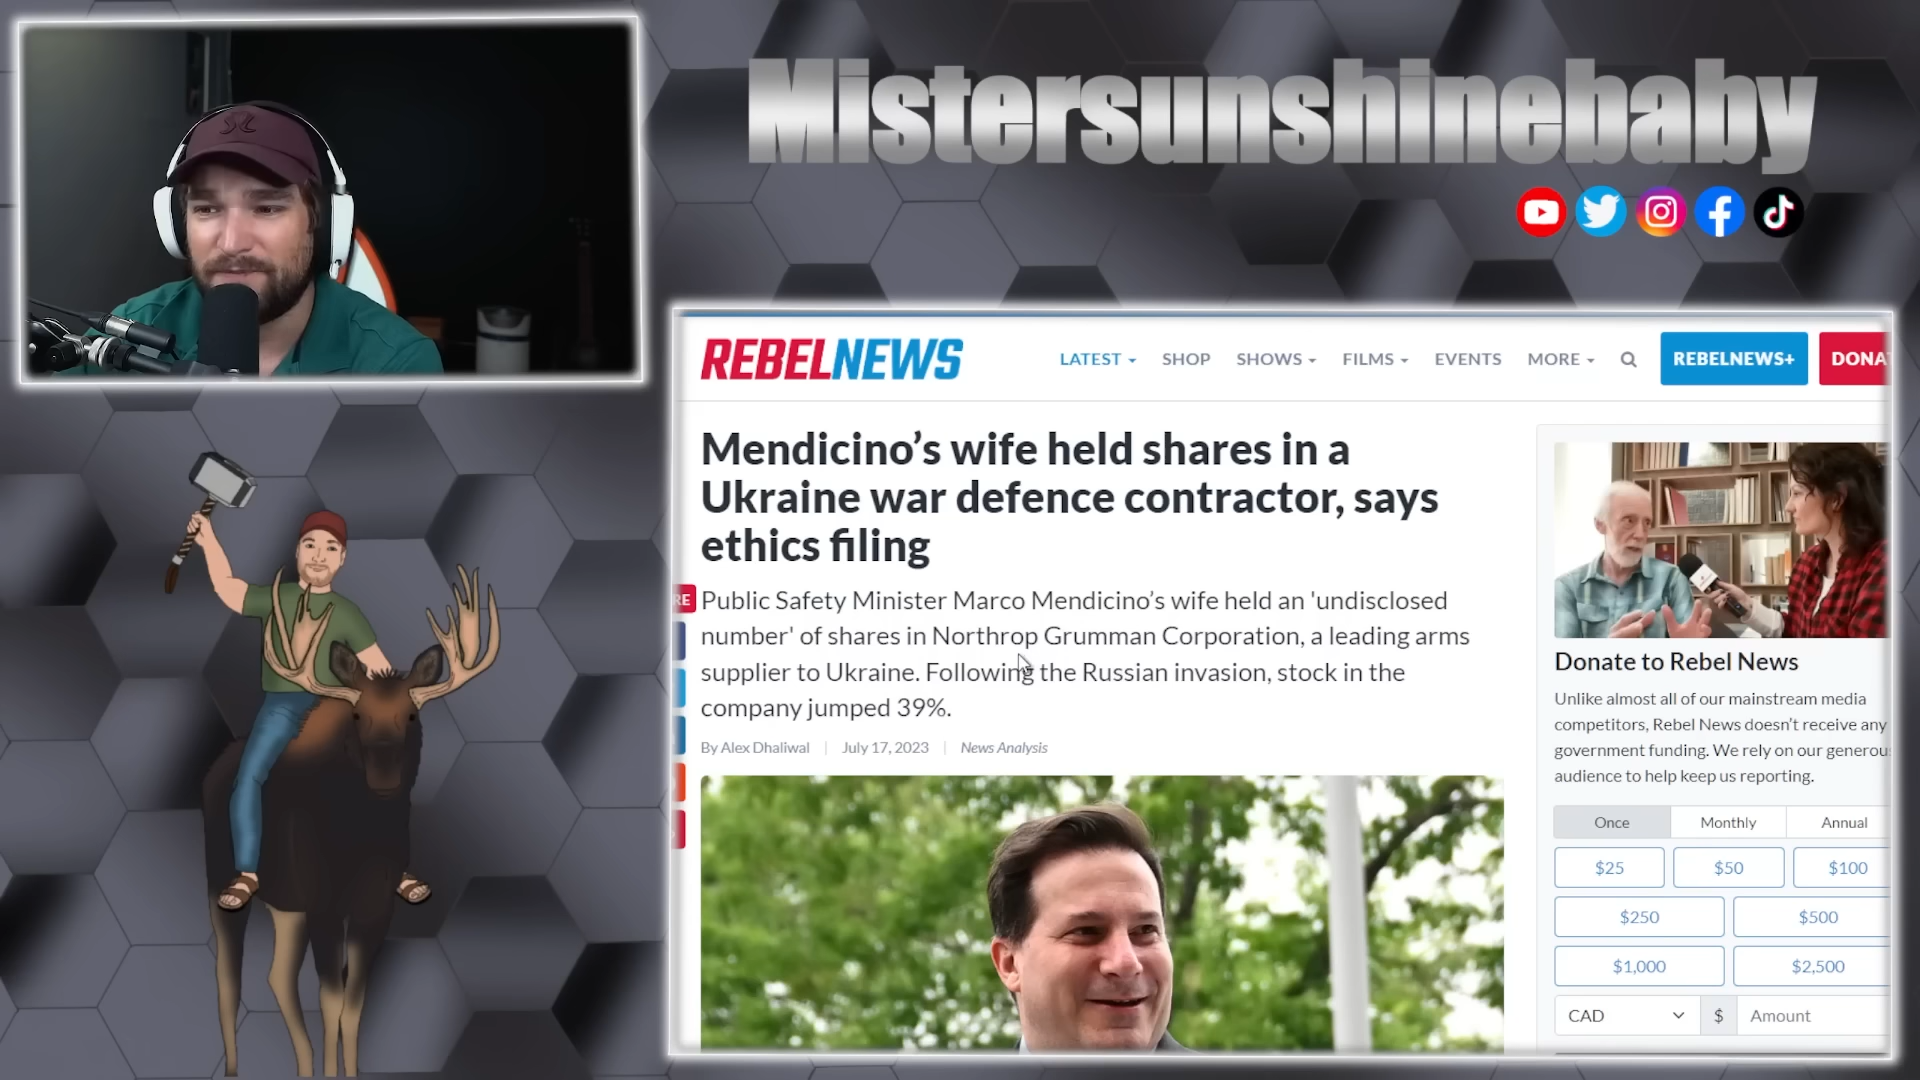 Mistersunshinebaby
REBELNEWS
LATEST
SHOP
SHOWS
FILMS
EVENTS
MORE
REBELNEWS+
DONA
Mendicino’s wife held shares in a
Ukraine war defence contractor, says
ethics filing
RE
Public Safety Minister Marco Mendicino’s wife held an 'undisclosed
number' of shares in Northrop Grumman Corporation, a leading arms
supplier to Ukraine. Following the Russian invasion, stock in the
company jumped 39%.
By Alex Dhaliwal | July 17, 2023 | News Analysis
Donate to Rebel News
Unlike almost all of our mainstream media
competitors, Rebel News doesn’t receive any
government funding. We rely on our generou
audience to help keep us reporting.
Once Monthly Annual
$25 $50 $100
$250 $500
$1,000 $2,500
CAD $ Amount